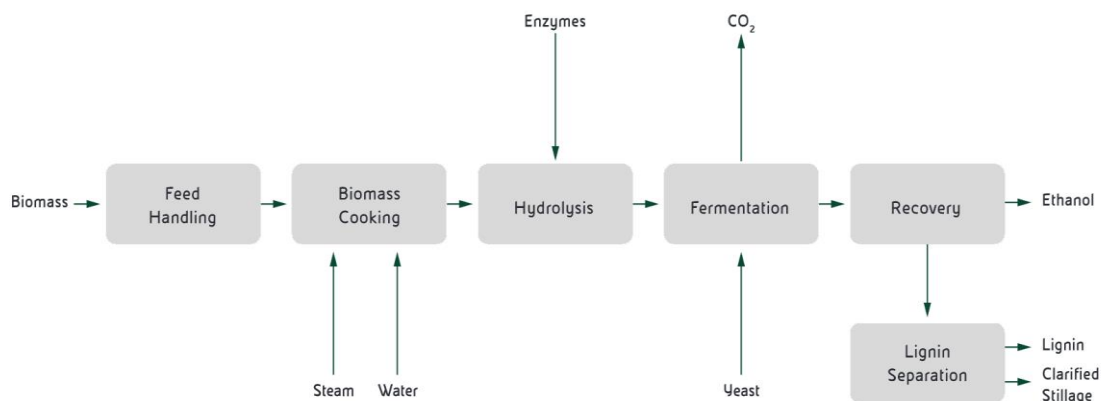 Enzymes
CO₂
Biomass
Feed
Handling
Biomass
Cooking
Hydrolysis
Fermentation
Recovery
Ethanol
Steam
Water
Yeast
Lignin
Separation
Lignin
Clarified
Stillage